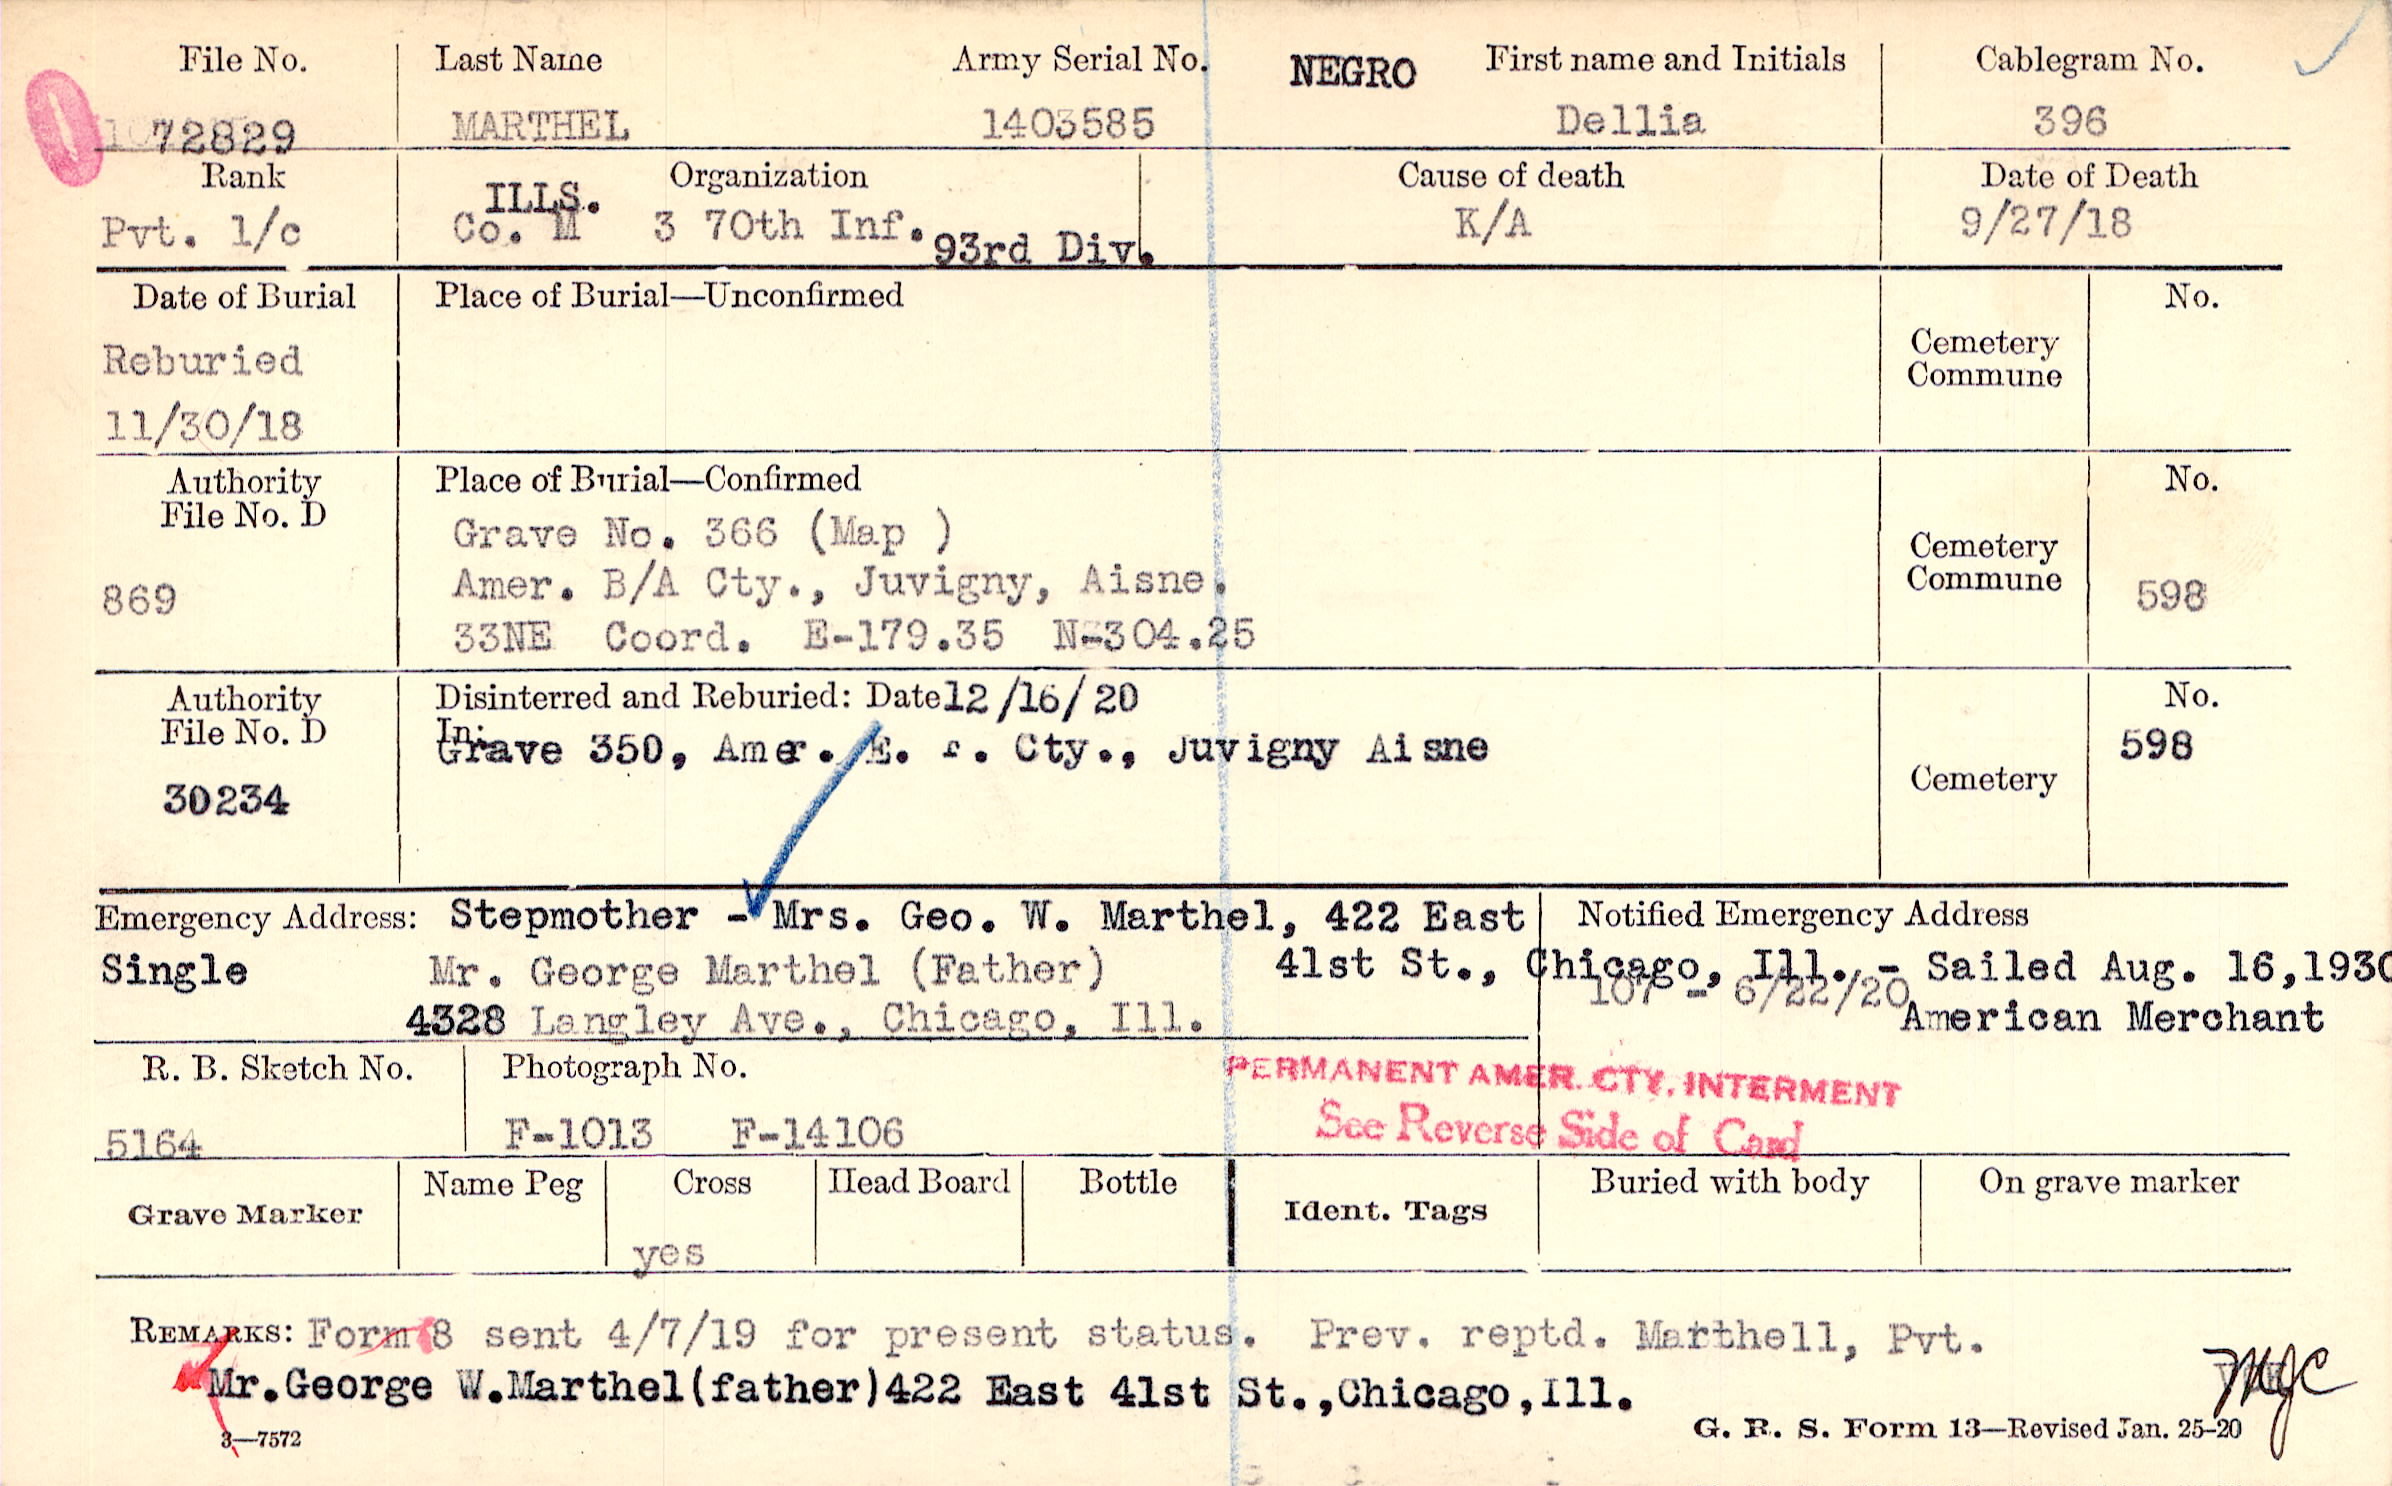 File No. Last Name Army Serial No. NEGRO First name and Initials Cablegram No.
72829 MARTHEL 1403585 Dellia 396
Rank Organization Cause of death Date of Death
ILLS.
Pvt. 1/c Co. M 3 70th Inf. 93rd Div. K/A 9/27/18
Date of Burial Place of Burial—Unconfirmed No.
Reburied
Cemetery
Commune
11/30/18
Authority Place of Burial—Confirmed No.
File No. D
Grave No. 366 (Map )
Cemetery
Amer. B/A Cty., Juvigny, Aisne. Commune
869 598
33NE Coord. E-179.35 N-304.25
Authority Disinterred and Reburied: Date 12/16/20 No.
File No. D In:
Grave 350, Amer. E. . Cty., Juvigny Aisne 598
Cemetery
30234
Emergency Address: Stepmother - Mrs. Geo. W. Marthel, 422 East Notified Emergency Address
41st St., Chicago, Ill. - Sailed Aug. 16,1930
Single Mr. George Marthel (Father)
107 - 6/22/20
4328 Langley Ave., Chicago, Ill. American Merchant
R. B. Sketch No. Photograph No.
PERMANENT AMER. CTY. INTERMENT
See Reverse Side of Card
5164 F-1013 F-14106
Grave Marker Name Peg Cross Head Board Bottle Ident. Tags Buried with body On grave marker
yes
REMARKS: Form 8 sent 4/7/19 for present status. Prev. reptd. Marthell, Pvt.
Mr.George W.Marthel(father)422 East 41st St.,Chicago,Ill.
MJC
3—7572 G. R. S. Form 13—Revised Jan. 25-20